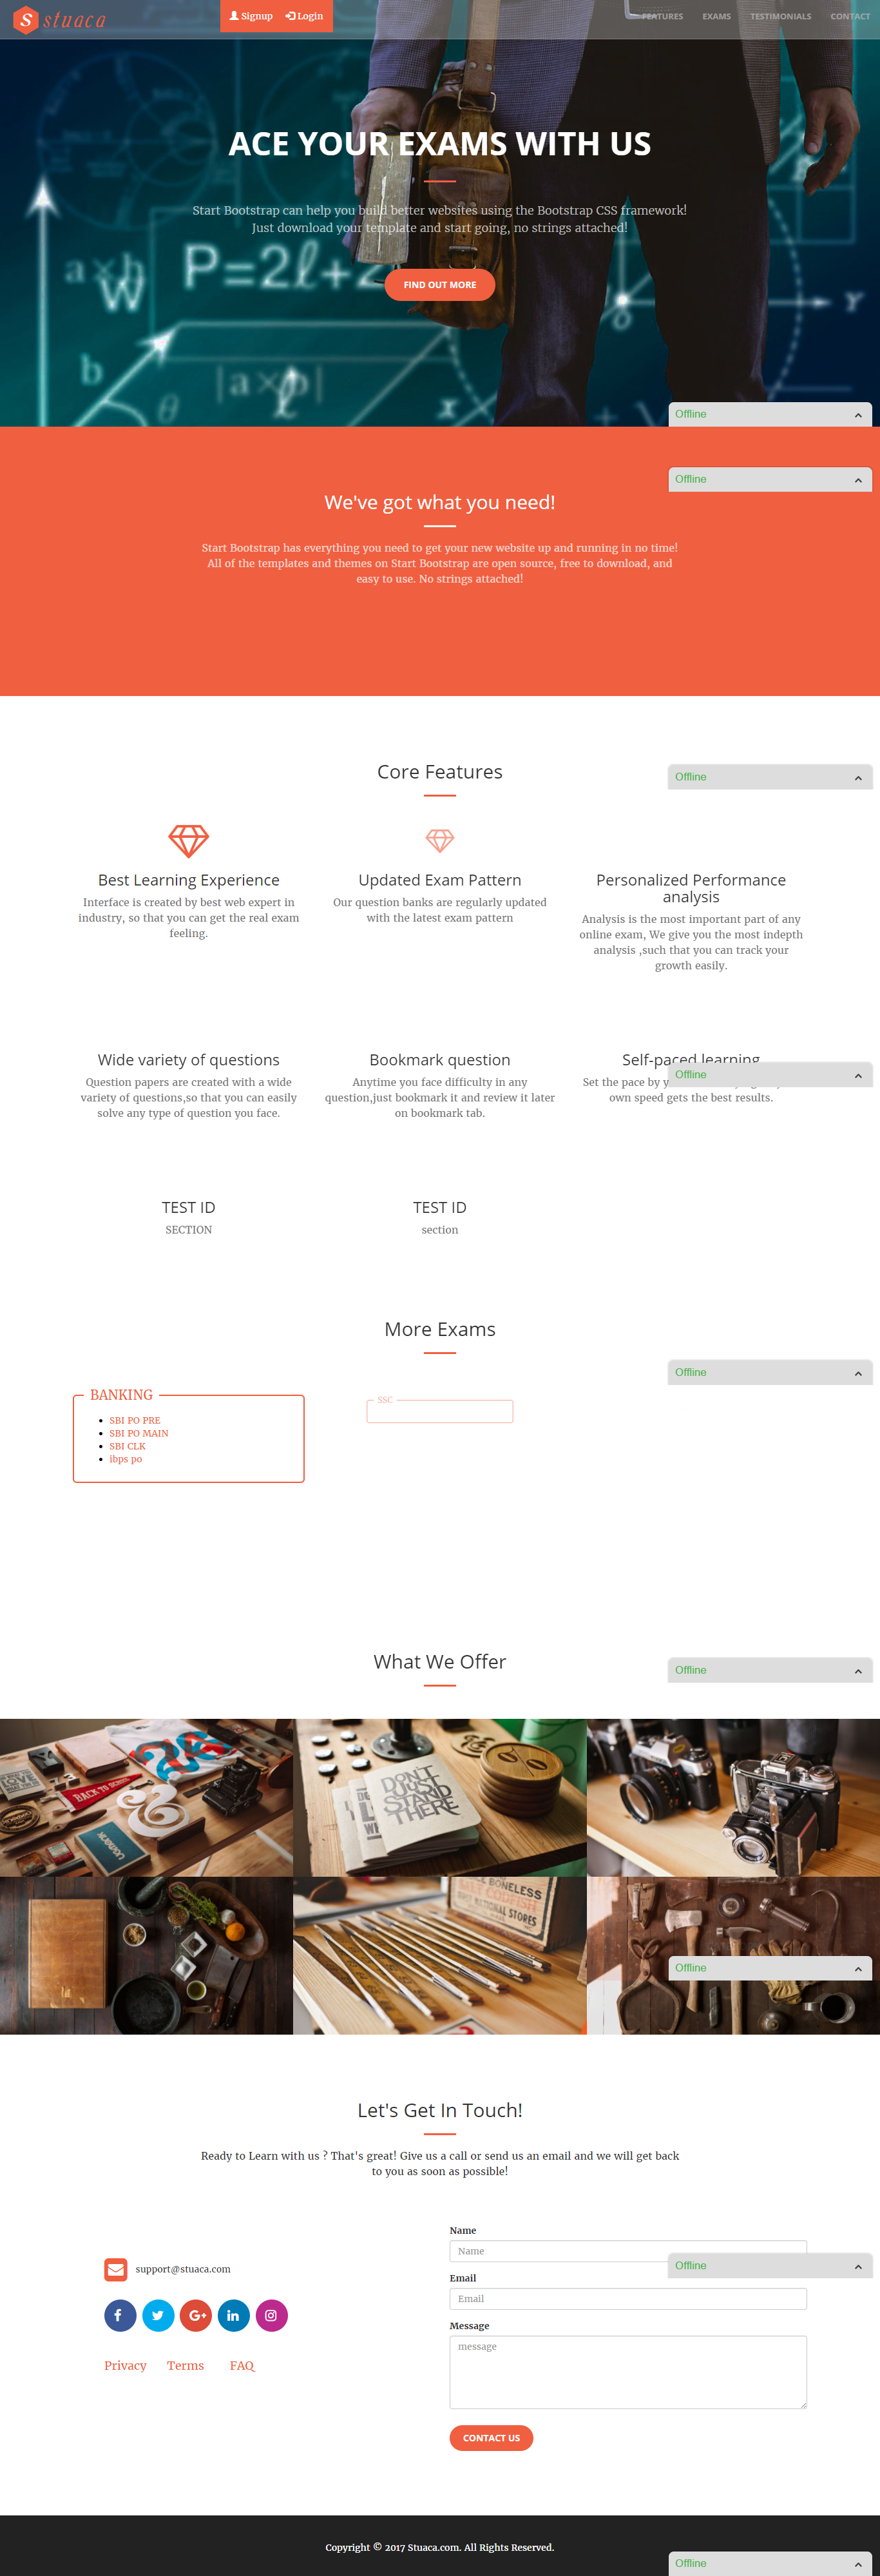 S stuaca
Signup Login
FEATURES EXAMS TESTIMONIALS CONTACT
ACE YOUR EXAMS WITH US
Start Bootstrap can help you build better websites using the Bootstrap CSS framework!
Just download your template and start going, no strings attached!
a×b
W
P=2ℓ+2
FIND OUT MORE
Y
b
θ
|a×b|
ℓ
x
Offline
Offline
We've got what you need!
Start Bootstrap has everything you need to get your new website up and running in no time!
All of the templates and themes on Start Bootstrap are open source, free to download, and
easy to use. No strings attached!
Core Features
Offline
Best Learning Experience
Interface is created by best web expert in
industry, so that you can get the real exam
feeling.
Updated Exam Pattern
Our question banks are regularly updated
with the latest exam pattern
Personalized Performance
analysis
Analysis is the most important part of any
online exam, We give you the most indepth
analysis ,such that you can track your
growth easily.
Wide variety of questions
Question papers are created with a wide
variety of questions,so that you can easily
solve any type of question you face.
Bookmark question
Anytime you face difficulty in any
question,just bookmark it and review it later
on bookmark tab.
Self-paced learning
Offline
Set the pace by
own speed gets the best results.
TEST ID
SECTION
TEST ID
section
More Exams
Offline
BANKING
SBI PO PRE
SBI PO MAIN
SBI CLK
ibps po
SSC
What We Offer
Offline
BACK TO SCHOOL
&
DON'T
JUST
STAND
THERE
BONELESS
NATIONAL STORES
Offline
Let's Get In Touch!
Ready to Learn with us ? That's great! Give us a call or send us an email and we will get back
to you as soon as possible!
support@stuaca.com
Privacy Terms FAQ
Name
Name
Offline
Email
Email
Message
message
CONTACT US
Copyright © 2017 Stuaca.com. All Rights Reserved.
Offline